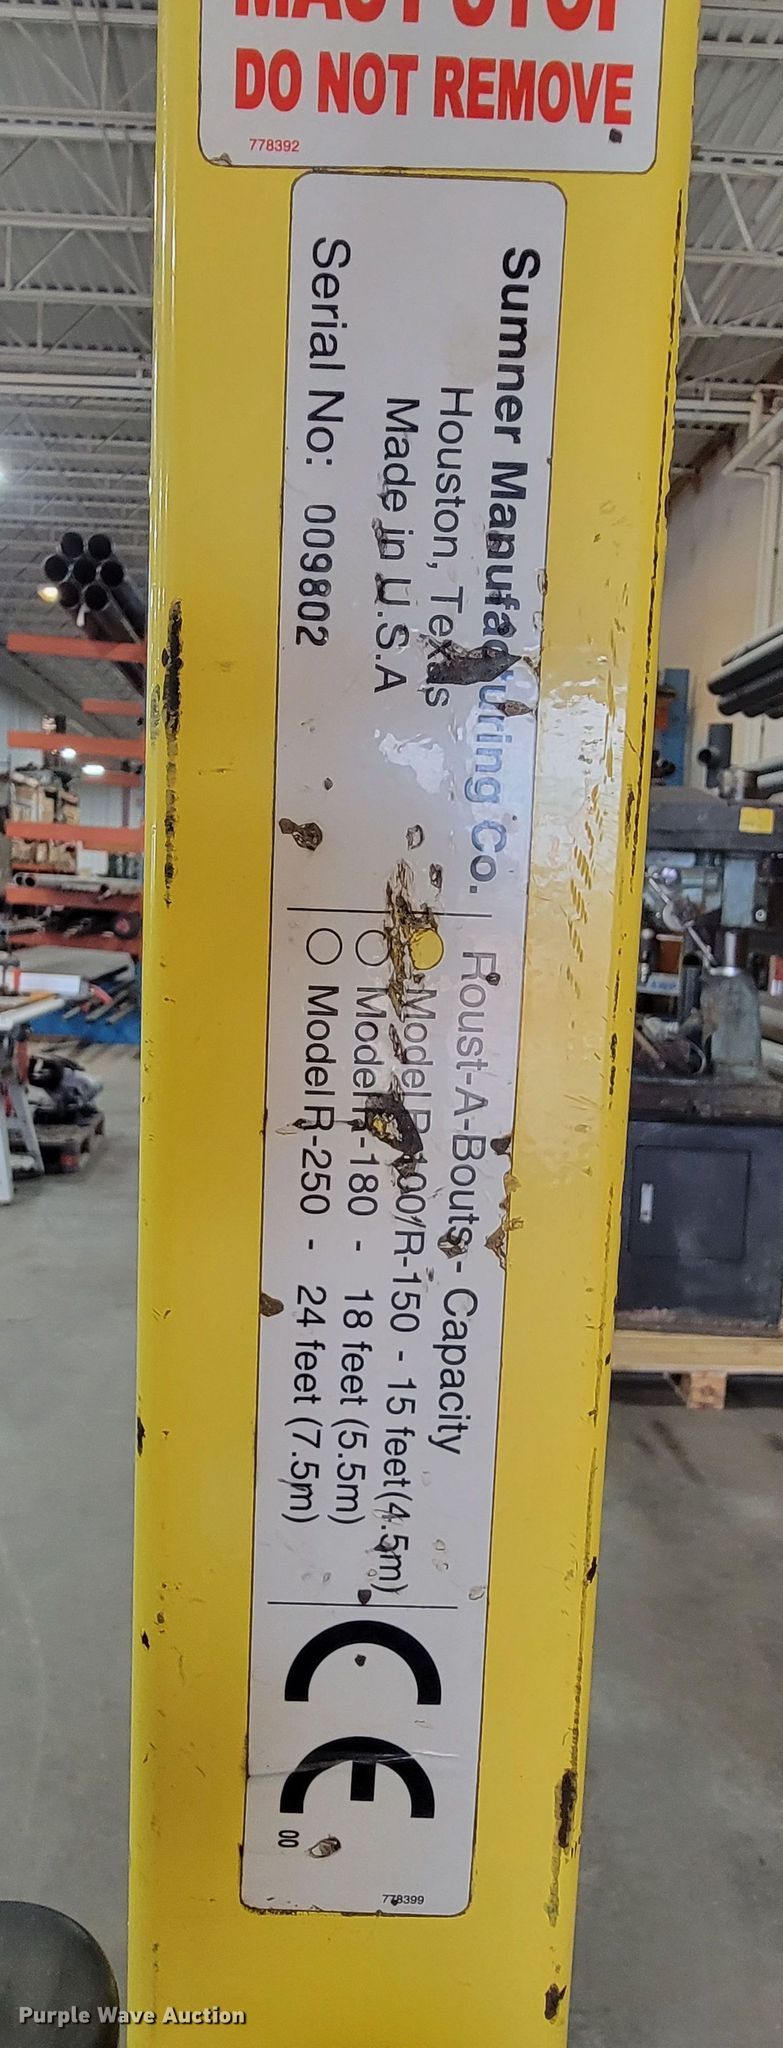 DO NOT REMOVE
778392
Sumner Manufacturing Co.
Houston, Texas
Made in U.S.A
Serial No: 009802
Roust-A-Bouts - Capacity
Model R-100/R-150 - 15 feet (4.5m)
Model R-180 - 18 feet (5.5m)
Model R-250 - 24 feet (7.5m)
CE
00
778399
Purple Wave Auction